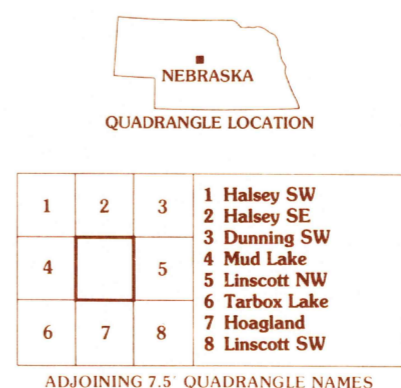 NEBRASKA
QUADRANGLE LOCATION
1 2 3
4 5
6 7 8
1 Halsey SW
2 Halsey SE
3 Dunning SW
4 Mud Lake
5 Linscott NW
6 Tarbox Lake
7 Hoagland
8 Linscott SW
ADJOINING 7.5´ QUADRANGLE NAMES